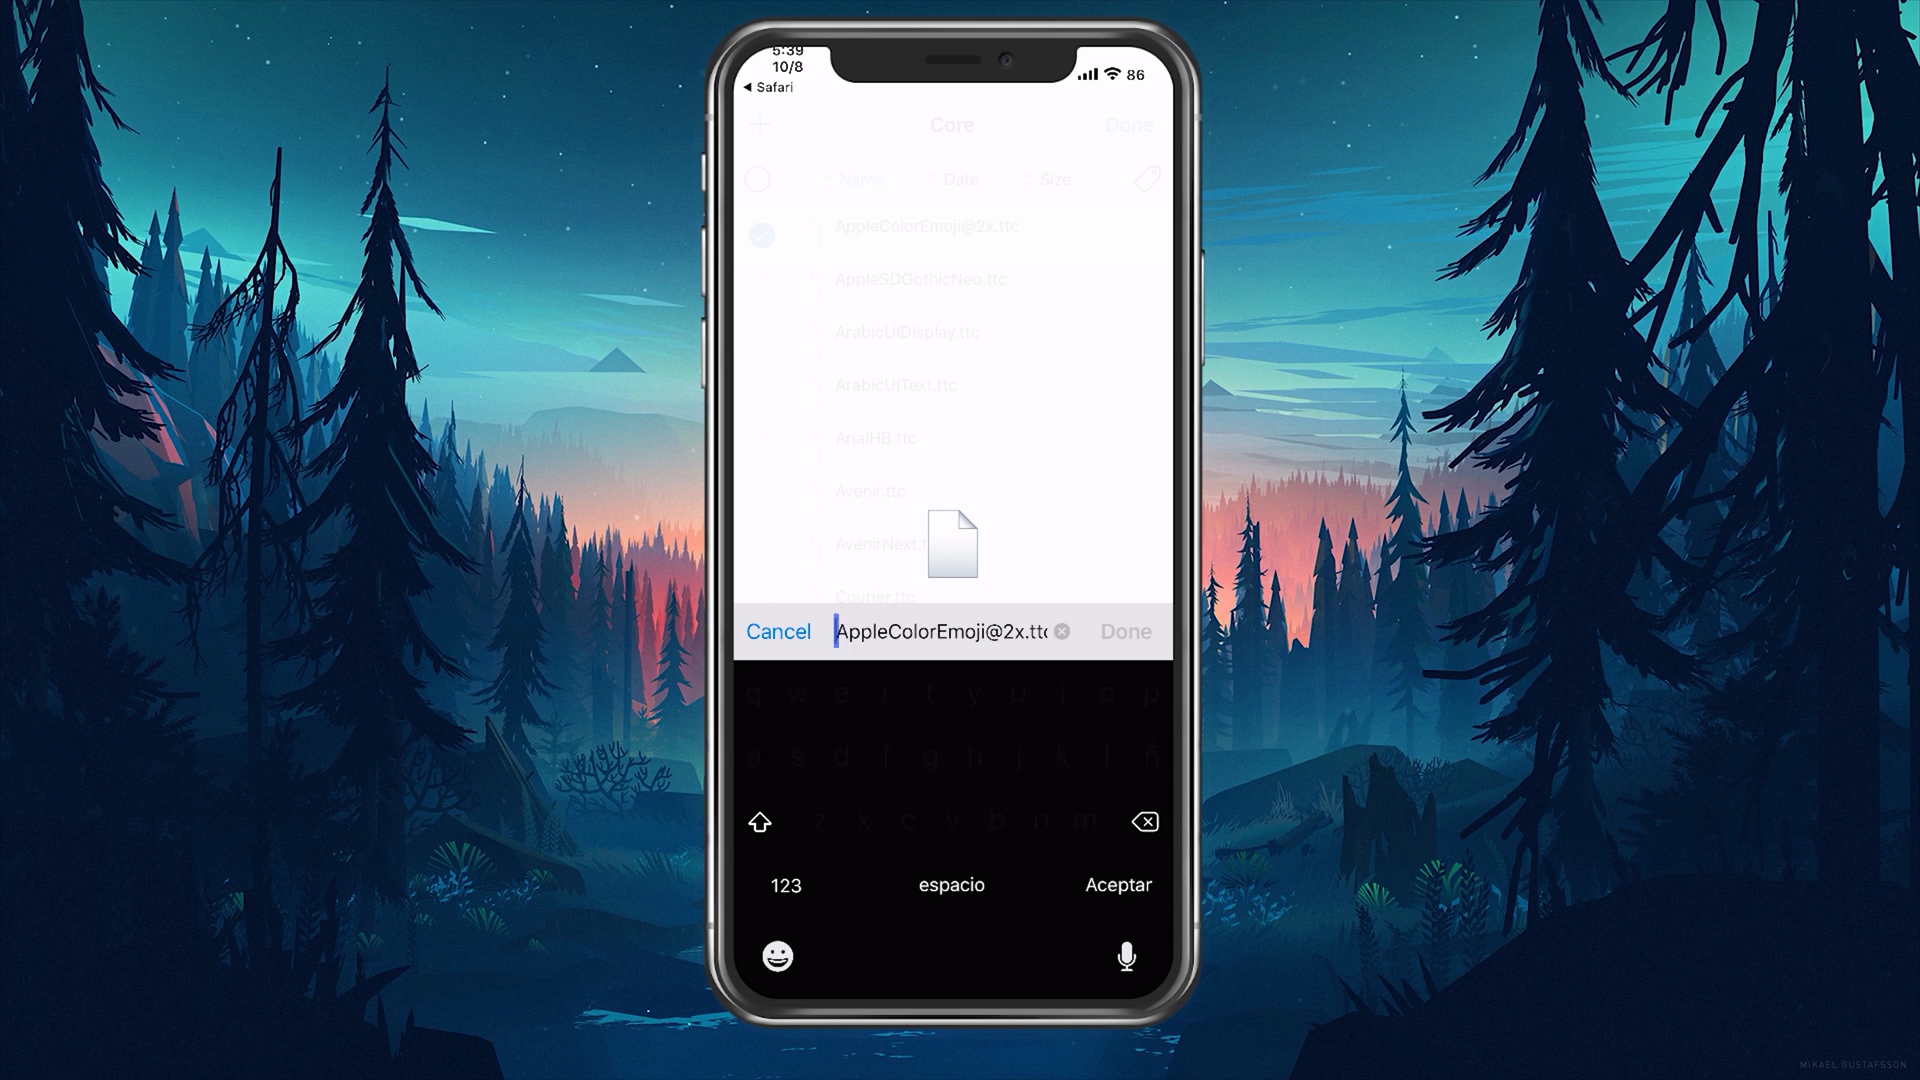 5:39
10/8
86
Safari
Core
Done
Name
Date
Size
AppleColorEmoji@2x.ttc
AppleSDGothicNeo.ttc
ArabicUIDisplay.ttc
ArabicUIText.ttc
ArialHB.ttc
Avenir.ttc
AvenirNext.t
Courier.ttc
Cancel
AppleColorEmoji@2x.ttc
Done
q w e r t y u i o p
a s d f g h j k l ñ
z x c v b n m
123
espacio
Aceptar
MIKAEL GUSTAFSSON